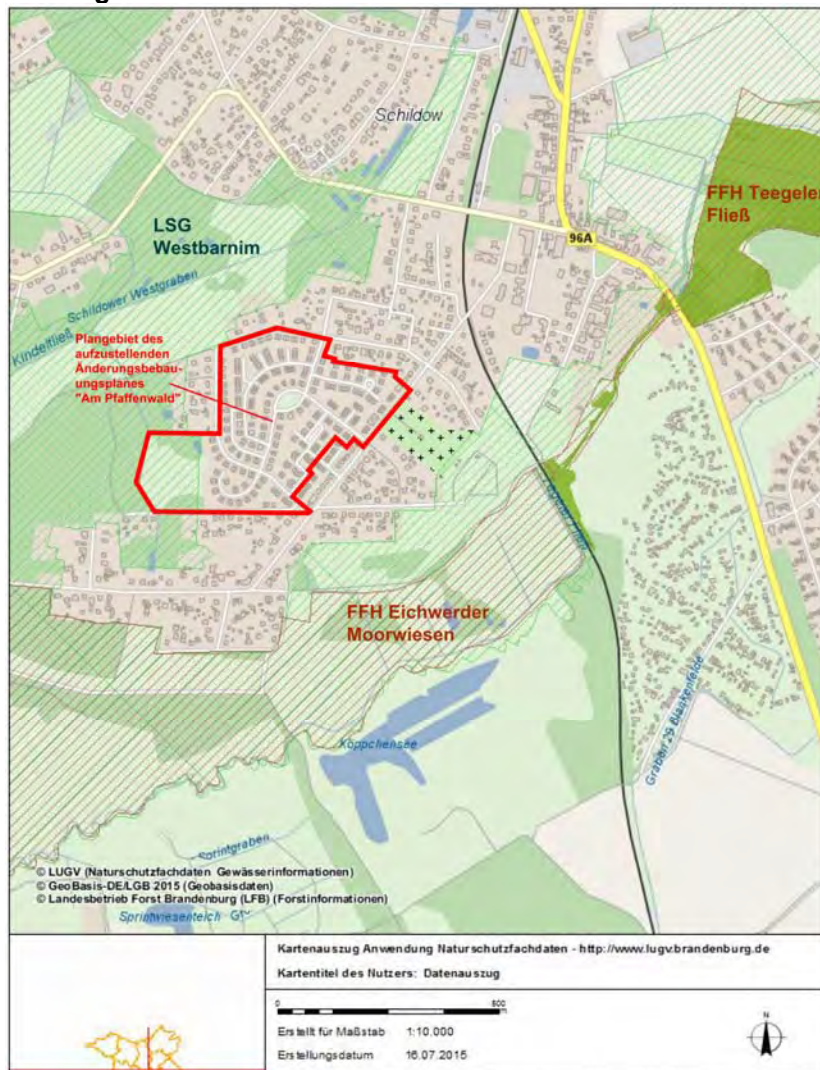 Schildow
FFH Teegeler
Fließ
LSG
Westbarnim
96A
Schildower Westgraben
Kindelfließ
Plangebiet des
aufzustellenden
Änderungsbebau-
ungsplanes
"Am Pfaffenwald"
FFH Eichwerder
Moorwiesen
Graben 29 Blankenfelde
Köppchensee
Sprintgraben
© LUGV (Naturschutzfachdaten Gewässerinformationen)
© GeoBasis-DE/LGB 2015 (Geobasisdaten)
© Landesbetrieb Forst Brandenburg (LFB) (Forstinformationen)
Sprintwiesenteich
Kartenauszug Anwendung Naturschutzfachdaten - http://www.lugv.brandenburg.de
Kartentitel des Nutzers: Datenauszug
0
m
Erstellt für Maßstab 1:10.000
Erstellungsdatum 16.07.2015
N